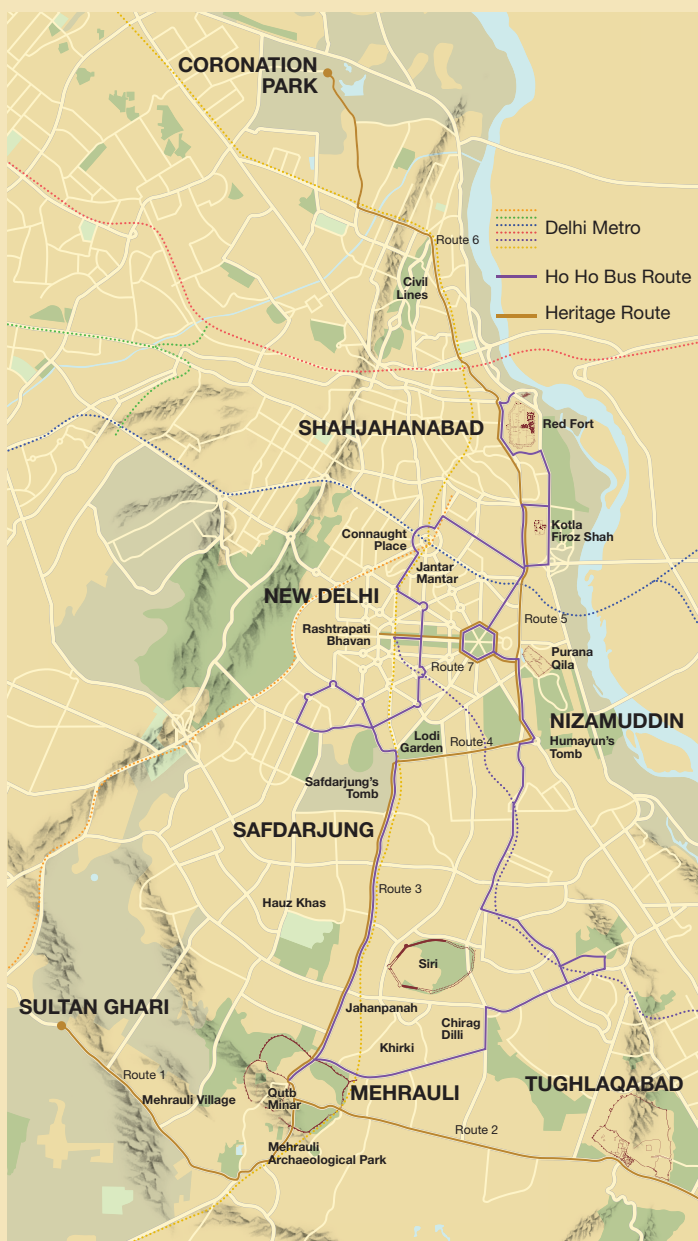 CORONATION
PARK
Route 6
Delhi Metro
Civil
Lines
Ho Ho Bus Route
Heritage Route
SHAHJAHANABAD
Red Fort
Kotla
Firoz Shah
Connaught
Place
Jantar
Mantar
NEW DELHI
Route 5
Rashtrapati
Bhavan
Purana
Qila
Route 7
NIZAMUDDIN
Lodi
Garden
Route 4
Humayun's
Tomb
Safdarjung's
Tomb
SAFDARJUNG
Route 3
Hauz Khas
Siri
SULTAN GHARI
Jahanpanah
Chirag
Dilli
Khirki
Route 1
TUGHLAQABAD
Mehrauli Village
Qutb
Minar
MEHRAULI
Route 2
Mehrauli
Archaeological Park